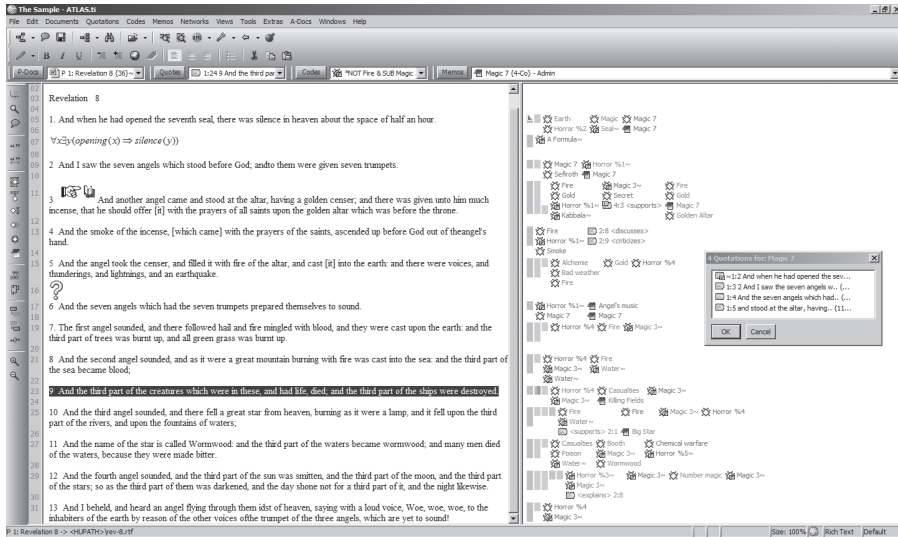 The Sample - ATLAS.ti
File Edit Documents Quotations Codes Memos Networks Views Tools Extras A-Docs Windows Help
B I U
P-Docs P 1: Revelation 8 {36}~ Quotes 1:24 9 And the third par Codes *NOT Fire & SUB Magic Memos Magic 7 {4-Co} - Admin
02
03 Revelation 8
04
05 1. And when he had opened the seventh seal, there was silence in heaven about the space of half an hour.
06
07 ∀x∃y(opening(x) ⇒ silence(y))
08
09 2 And I saw the seven angels which stood before God; andto them were given seven trumpets.
10
11 3 And another angel came and stood at the altar, having a golden censer; and there was given unto him much
incense, that he should offer [it] with the prayers of all saints upon the golden altar which was before the throne.
12
13 4 And the smoke of the incense, [which came] with the prayers of the saints, ascended up before God out of theangel's
hand.
14
15 5 And the angel took the censer, and filled it with fire of the altar, and cast [it] into the earth: and there were voices, and
thunderings, and lightnings, and an earthquake.
16
17 6 And the seven angels which had the seven trumpets prepared themselves to sound.
18
19 7. The first angel sounded, and there followed hail and fire mingled with blood, and they were cast upon the earth: and the
third part of trees was burnt up, and all green grass was burnt up.
20
21 8 And the second angel sounded, and as it were a great mountain burning with fire was cast into the sea: and the third part of
the sea became blood;
22
23 9 And the third part of the creatures which were in these, and had life, died; and the third part of the ships were destroyed.
24
25 10 And the third angel sounded, and there fell a great star from heaven, burning as it were a lamp, and it fell upon the third
part of the rivers, and upon the fountains of waters;
26
27 11 And the name of the star is called Wormwood: and the third part of the waters became wormwood; and many men died
of the waters, because they were made bitter.
28
29 12 And the fourth angel sounded, and the third part of the sun was smitten, and the third part of the moon, and the third part
of the stars; so as the third part of them was darkened, and the day shone not for a third part of it, and the night likewise.
30
31 13 And I beheld, and heard an angel flying through them idst of heaven, saying with a loud voice, Woe, woe, woe, to the
inhabiters of the earth by reason of the other voices ofthe trumpet of the three angels, which are yet to sound!
Earth Magic Magic 7
Horror %2 Seal~ Magic 7
A Formula~
Magic 7 Horror %1~
Sefiroth Magic 7
Fire Magic 3~ Fire
Gold Secret Gold
Horror %1~ 4:3 <supports> Magic 7
Kabbala~ Golden Altar
Fire 2:8 <discusses>
Horror %1~ 2:9 <criticizes>
Smoke
Alchemie Gold Horror %4
Bad weather
Fire
Horror %1~ Angel's music
Magic 7 Magic 7
Horror %4 Fire Magic 3~
Horror %4 Fire
Magic 3~ Water~
Water~
Horror %4 Casualties Magic 3~
Magic 3~ Killing Fields
Fire Fire Magic 3~ Horror %4
Water~
<supports> 2:1 Big Star
Casualties Booth Chemical warfare
Poison Magic 3~ Horror %5~
Water~ Wormwood
Horror %3~ Magic 3~ Number magic Magic 3~
Magic 3~
<explains> 2:8
Horror %4
Magic 3~
4 Quotations for: Magic 7
~1:2 And when he had opened the sev...
1:3 2 And I saw the seven angels w.. (...
1:4 And the seven angels which had.. (...
1:5 and stood at the altar, having.. (11...
OK Cancel
P 1: Revelation 8 -> <HUPATH>\rev-8.rtf Size: 100% Rich Text Default